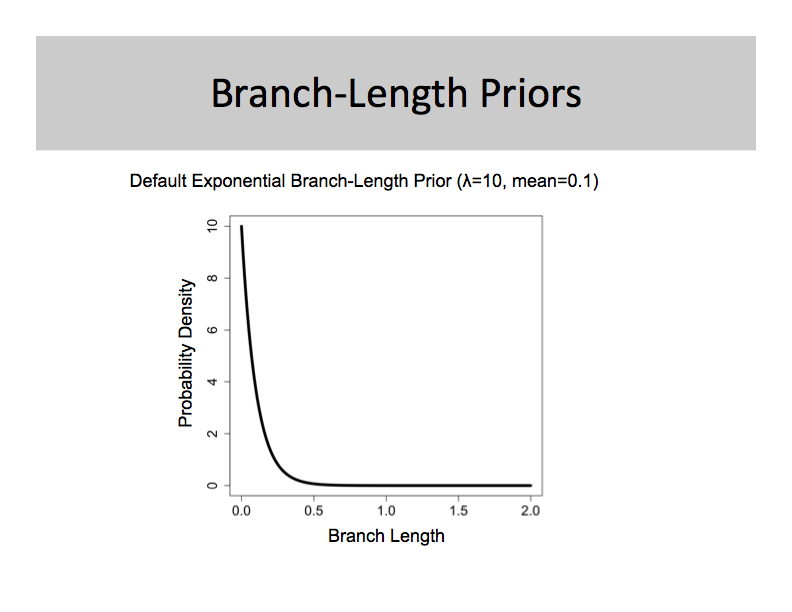 Branch-Length Priors
Default Exponential Branch-Length Prior (λ=10, mean=0.1)
Probability Density
10
8
6
4
2
0
0.0 0.5 1.0 1.5 2.0
Branch Length